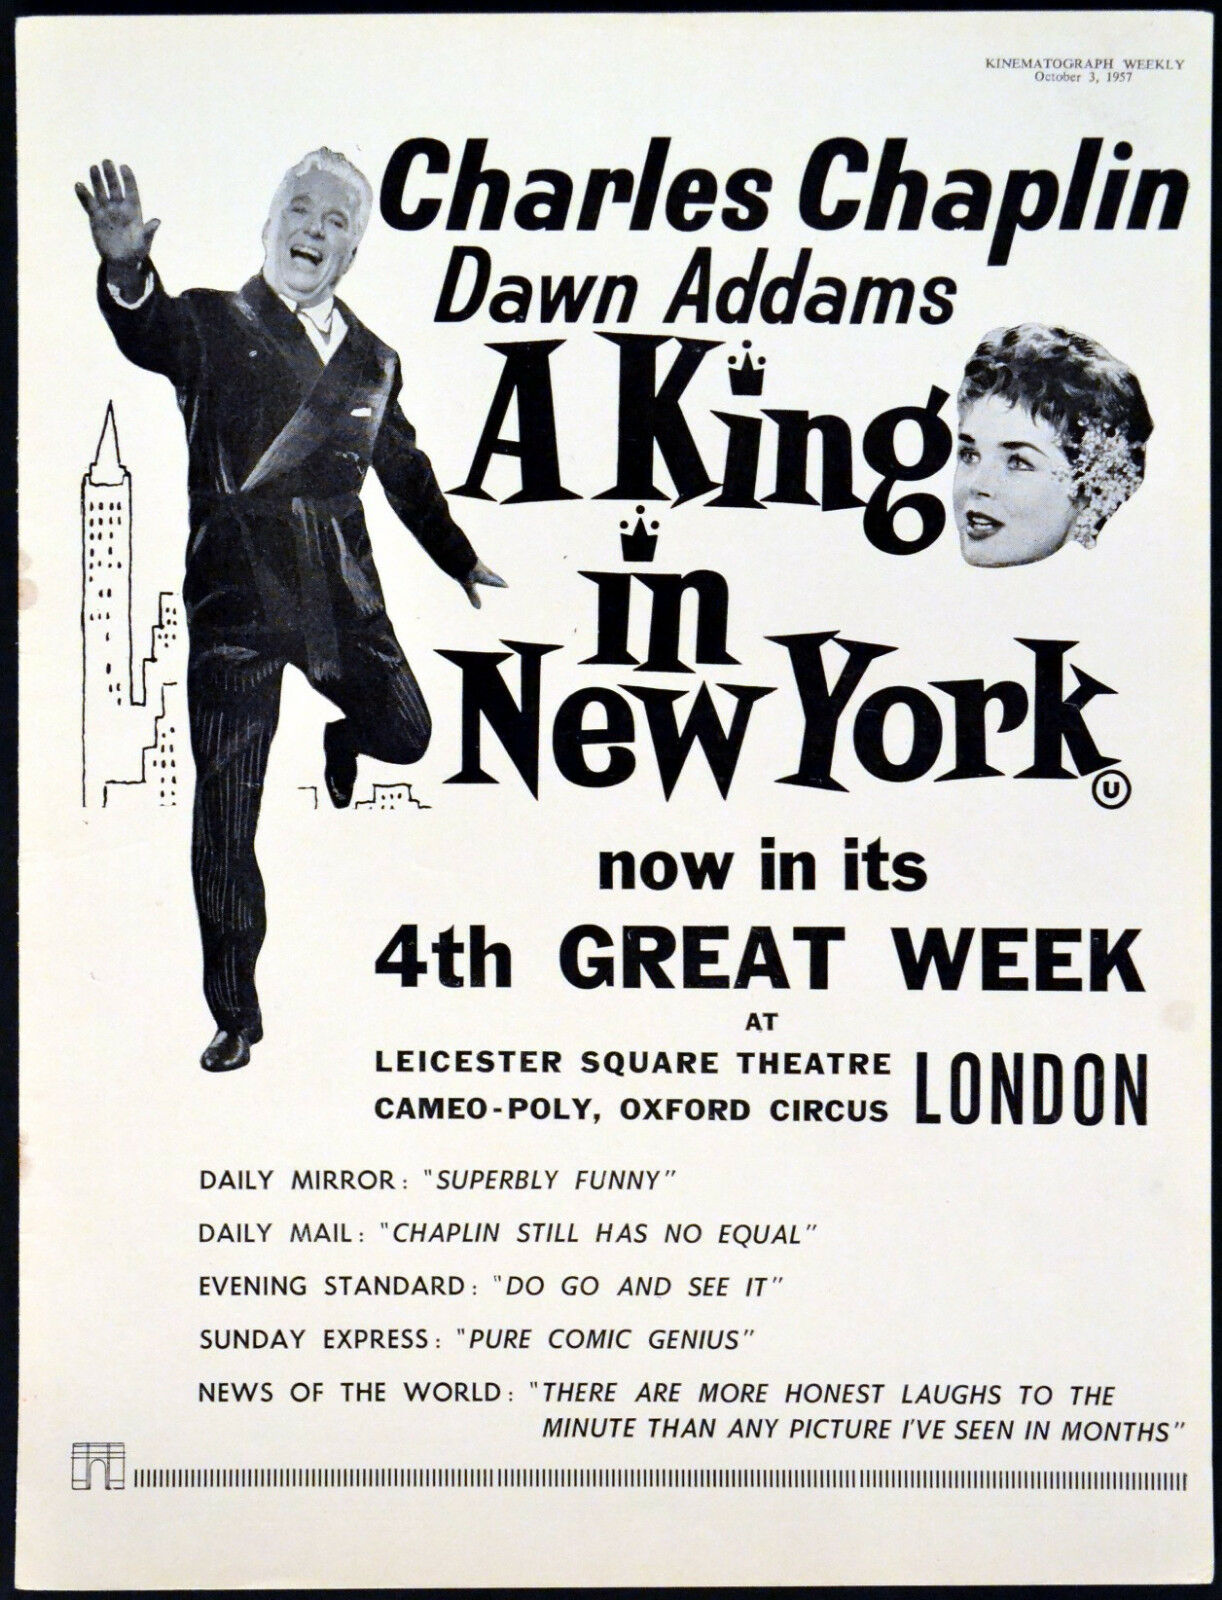 KINEMATOGRAPH WEEKLY
October 3, 1957
Charles Chaplin
Dawn Addams
A King
in
New York
U
now in its
4th GREAT WEEK
AT
LEICESTER SQUARE THEATRE
CAMEO-POLY, OXFORD CIRCUS
LONDON
DAILY MIRROR: "SUPERBLY FUNNY"
DAILY MAIL: "CHAPLIN STILL HAS NO EQUAL"
EVENING STANDARD: "DO GO AND SEE IT"
SUNDAY EXPRESS: "PURE COMIC GENIUS"
NEWS OF THE WORLD: "THERE ARE MORE HONEST LAUGHS TO THE
MINUTE THAN ANY PICTURE I'VE SEEN IN MONTHS"